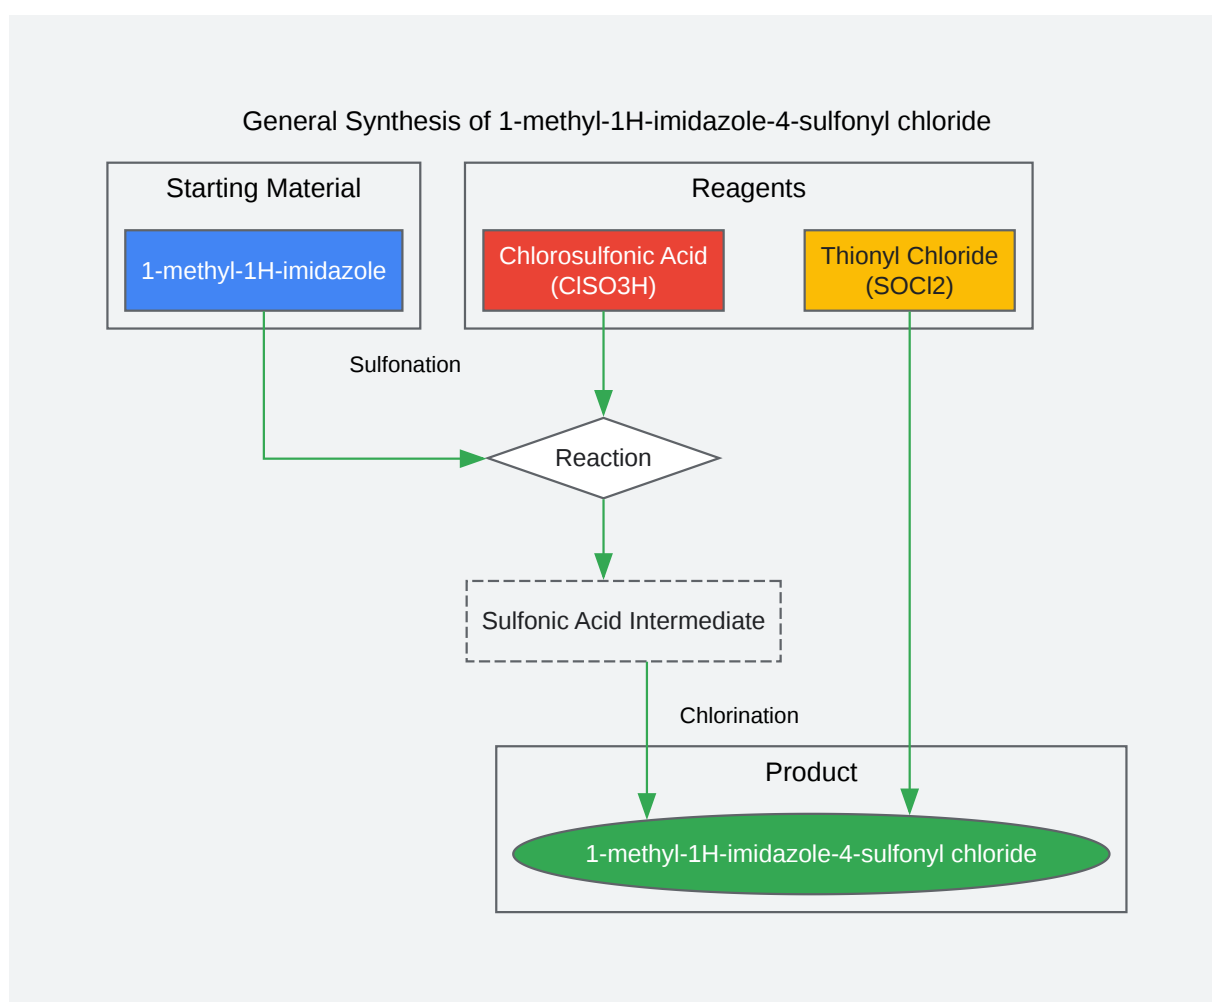 General Synthesis of 1-methyl-1H-imidazole-4-sulfonyl chloride
Starting Material
Reagents
1-methyl-1H-imidazole
Chlorosulfonic Acid
(ClSO3H)
Thionyl Chloride
(SOCl2)
Sulfonation
Reaction
Sulfonic Acid Intermediate
Chlorination
Product
1-methyl-1H-imidazole-4-sulfonyl chloride